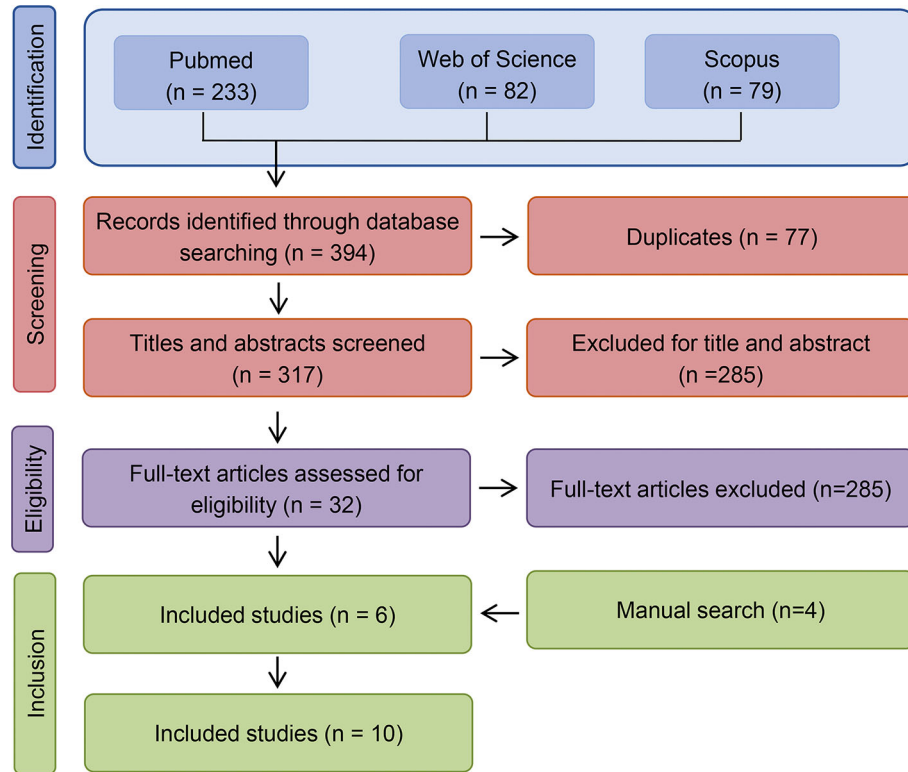 Identification
Pubmed
(n = 233)
Web of Science
(n = 82)
Scopus
(n = 79)
Screening
Records identified through database
searching (n = 394)
Duplicates (n = 77)
Titles and abstracts screened
(n = 317)
Excluded for title and abstract
(n =285)
Eligibility
Full-text articles assessed for
eligibility (n = 32)
Full-text articles excluded (n=285)
Inclusion
Included studies (n = 6)
Manual search (n=4)
Included studies (n = 10)